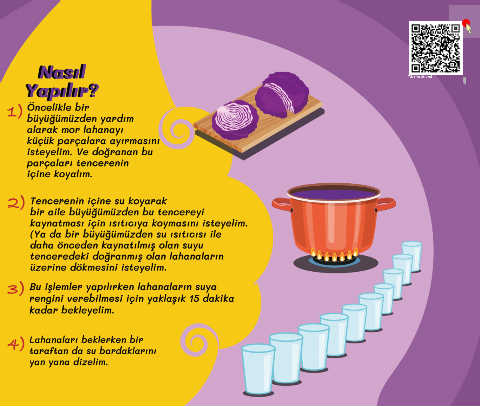 Nasıl
Yapılır?
1) Öncelikle bir
büyüğümüzden yardım
alarak mor lahanayı
küçük parçalara ayırmasını
isteyelim. Ve doğranan bu
parçaları tencerenin
içine koyalım.
2) Tencerenin içine su koyarak
bir aile büyüğümüzden bu tencereyi
kaynatması için ısıtıcıya koymasını isteyelim.
(Ya da bir büyüğümüzden su ısıtıcısı ile
daha önceden kaynatılmış olan suyu
tenceredeki doğranmış olan lahanaların
üzerine dökmesini isteyelim.
3) Bu işlemler yapılırken lahanaların suya
rengini verebilmesi için yaklaşık 15 dakika
kadar bekleyelim.
4) Lahanaları beklerken bir
taraftan da su bardaklarını
yan yana dizelim.